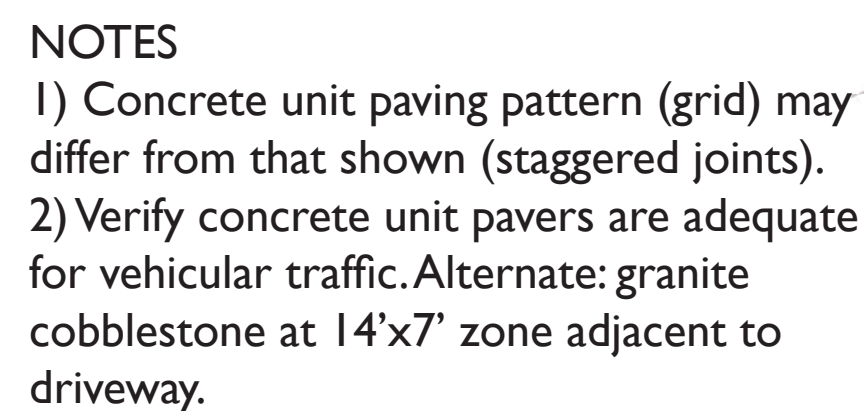 NOTES
1) Concrete unit paving pattern (grid) may
differ from that shown (staggered joints).
2) Verify concrete unit pavers are adequate
for vehicular traffic. Alternate: granite
cobblestone at 14’x7’ zone adjacent to
driveway.